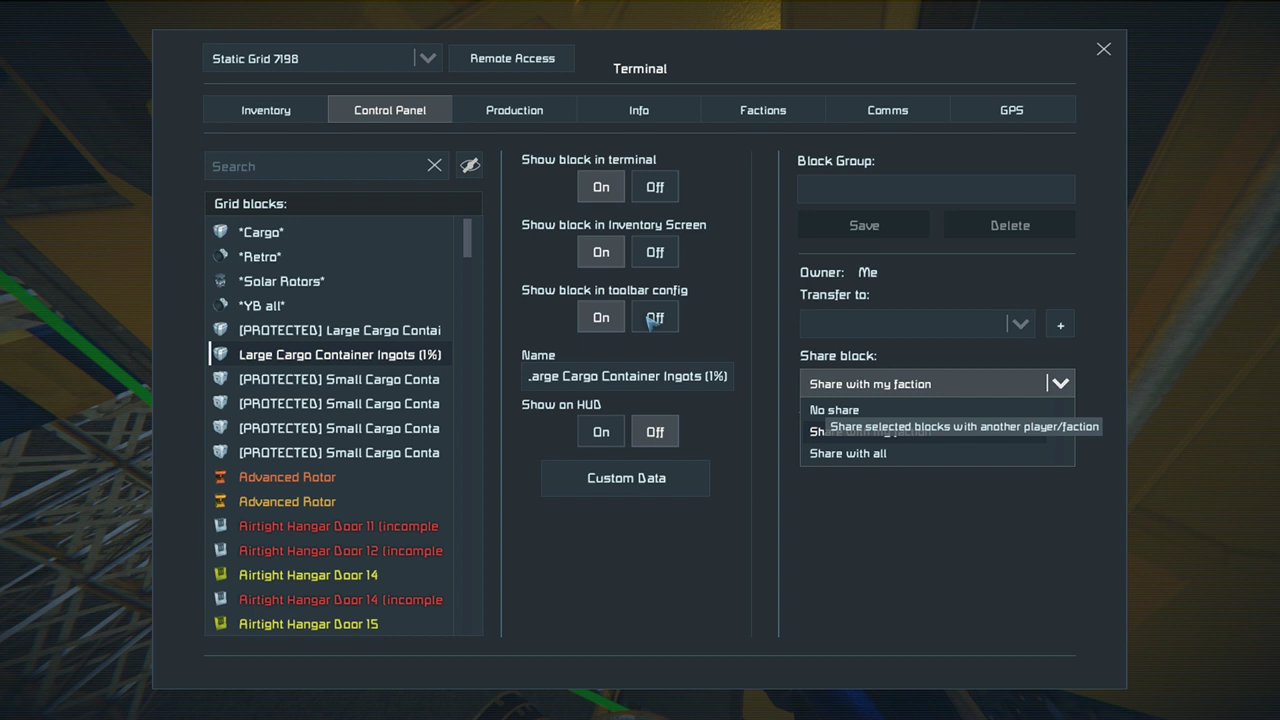 Static Grid 7198
Remote Access
Terminal
Inventory
Control Panel
Production
Info
Factions
Comms
GPS
Search
Grid blocks:
*Cargo*
*Retro*
*Solar Rotors*
*YB all*
[PROTECTED] Large Cargo Contai
Large Cargo Container Ingots (1%)
[PROTECTED] Small Cargo Conta
[PROTECTED] Small Cargo Conta
[PROTECTED] Small Cargo Conta
[PROTECTED] Small Cargo Conta
Advanced Rotor
Advanced Rotor
Airtight Hangar Door 11 (incomple
Airtight Hangar Door 12 (incomple
Airtight Hangar Door 14
Airtight Hangar Door 14 (incomple
Airtight Hangar Door 15
Show block in terminal
On Off
Show block in Inventory Screen
On Off
Show block in toolbar config
On Off
Name
.arge Cargo Container Ingots (1%)
Show on HUD
On Off
Custom Data
Block Group:
Save Delete
Owner: Me
Transfer to:
+
Share block:
Share with my faction
No share
Share selected blocks with another player/faction
Share with my faction
Share with all